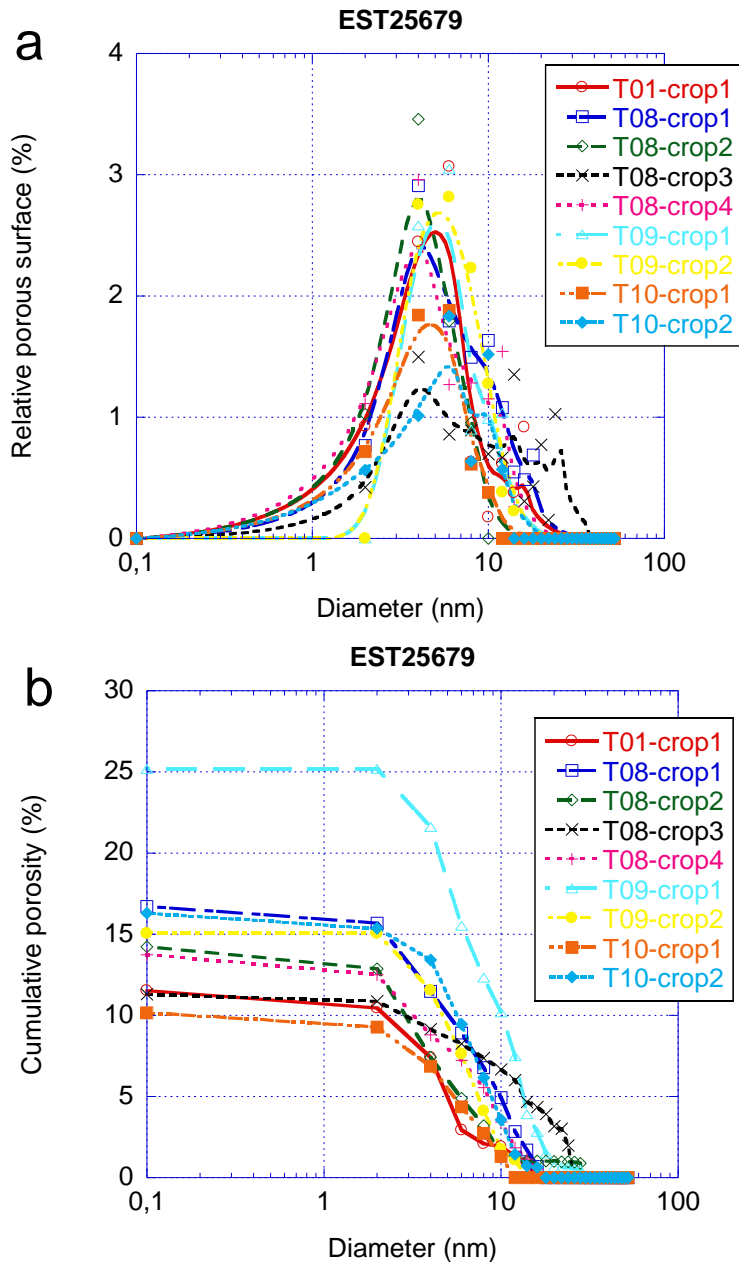 EST25679
a
4
3
2
1
0
Relative porous surface (%)
T01-crop1
T08-crop1
T08-crop2
T08-crop3
T08-crop4
T09-crop1
T09-crop2
T10-crop1
T10-crop2
0,1
1
10
100
Diameter (nm)
EST25679
b
30
25
20
15
10
5
0
Cumulative porosity (%)
T01-crop1
T08-crop1
T08-crop2
T08-crop3
T08-crop4
T09-crop1
T09-crop2
T10-crop1
T10-crop2
0,1
1
10
100
Diameter (nm)